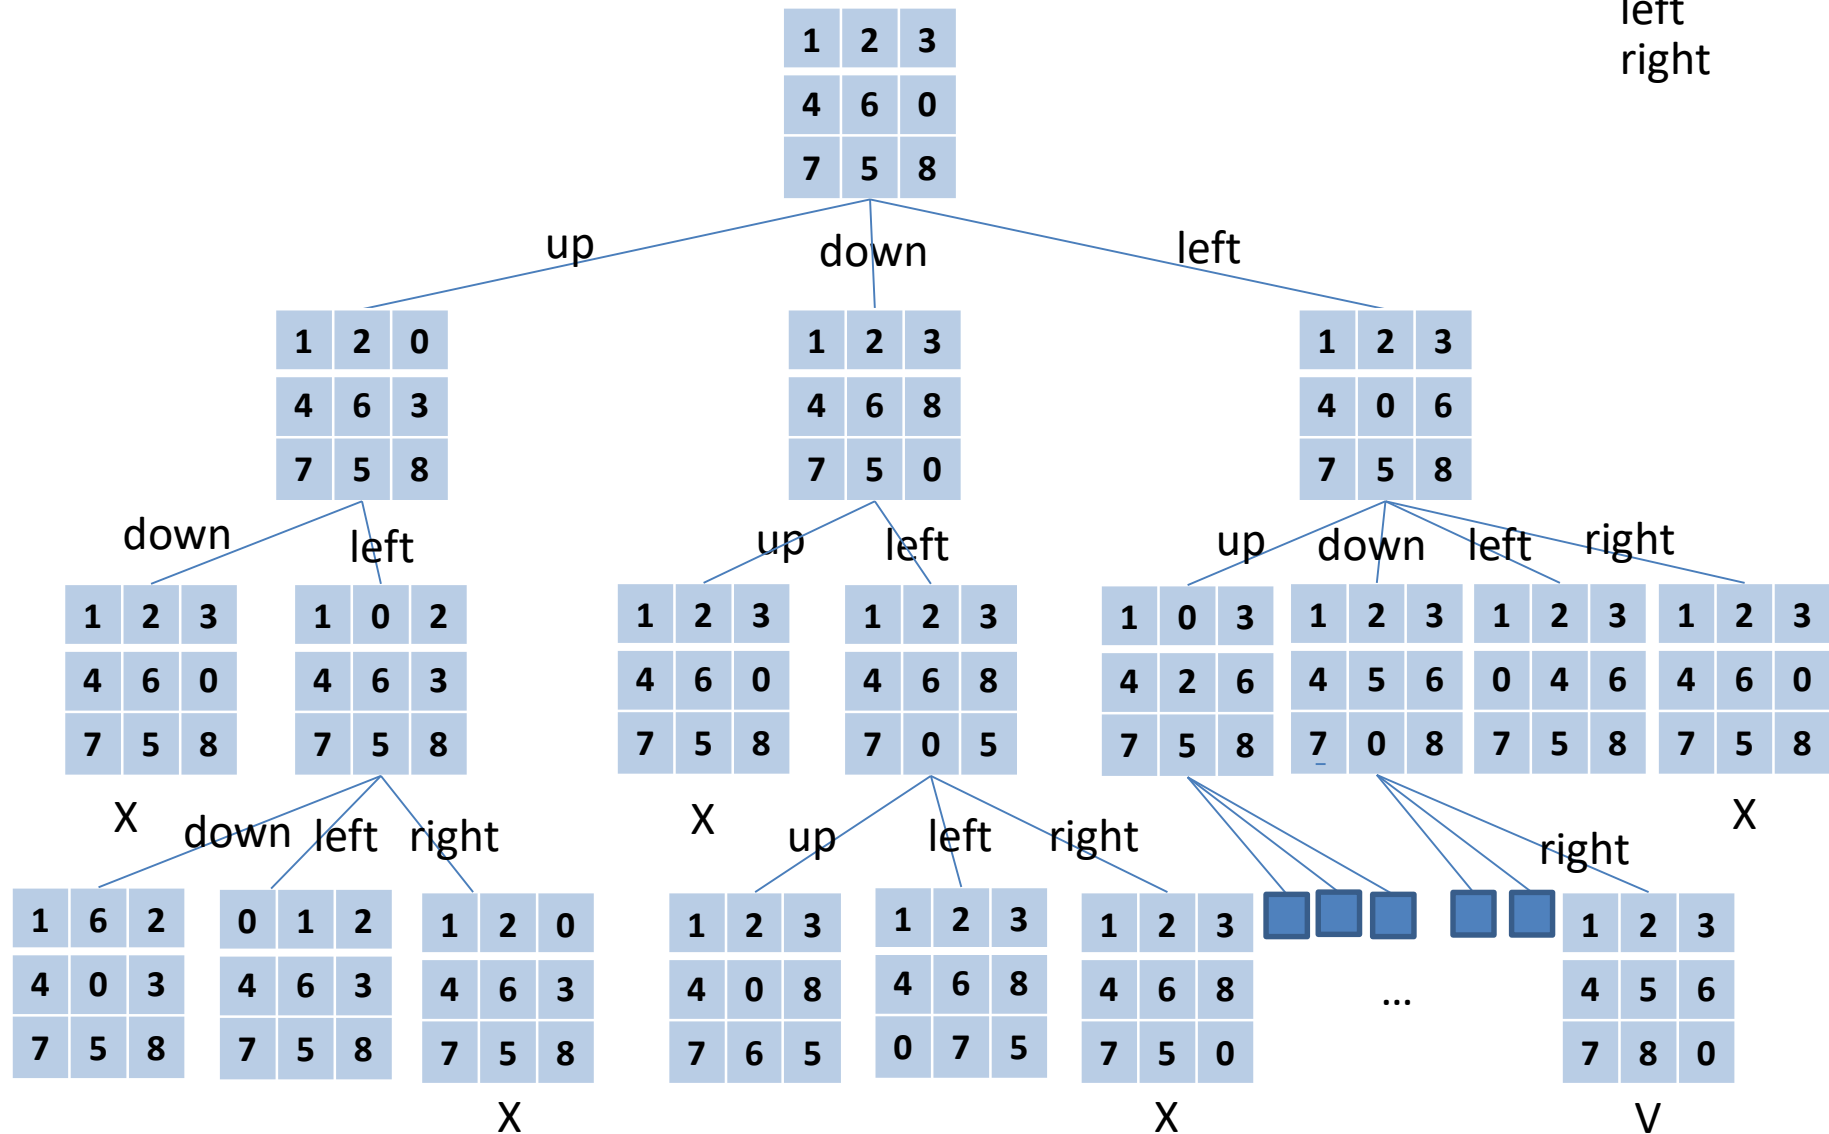 left
right
1 2 3
4 6 0
7 5 8
up down left
1 2 0
4 6 3
7 5 8
1 2 3
4 6 8
7 5 0
1 2 3
4 0 6
7 5 8
down left
up left
up down left right
1 2 3
4 6 0
7 5 8
X
1 0 2
4 6 3
7 5 8
1 2 3
4 6 0
7 5 8
X
1 2 3
4 6 8
7 0 5
1 0 3
4 2 6
7 5 8
1 2 3
4 5 6
7 0 8
1 2 3
0 4 6
7 5 8
1 2 3
4 6 0
7 5 8
X
down left right
up left right
right
1 6 2
4 0 3
7 5 8
0 1 2
4 6 3
7 5 8
1 2 0
4 6 3
7 5 8
X
1 2 3
4 0 8
7 6 5
1 2 3
4 6 8
0 7 5
1 2 3
4 6 8
7 5 0
X
...
1 2 3
4 5 6
7 8 0
V